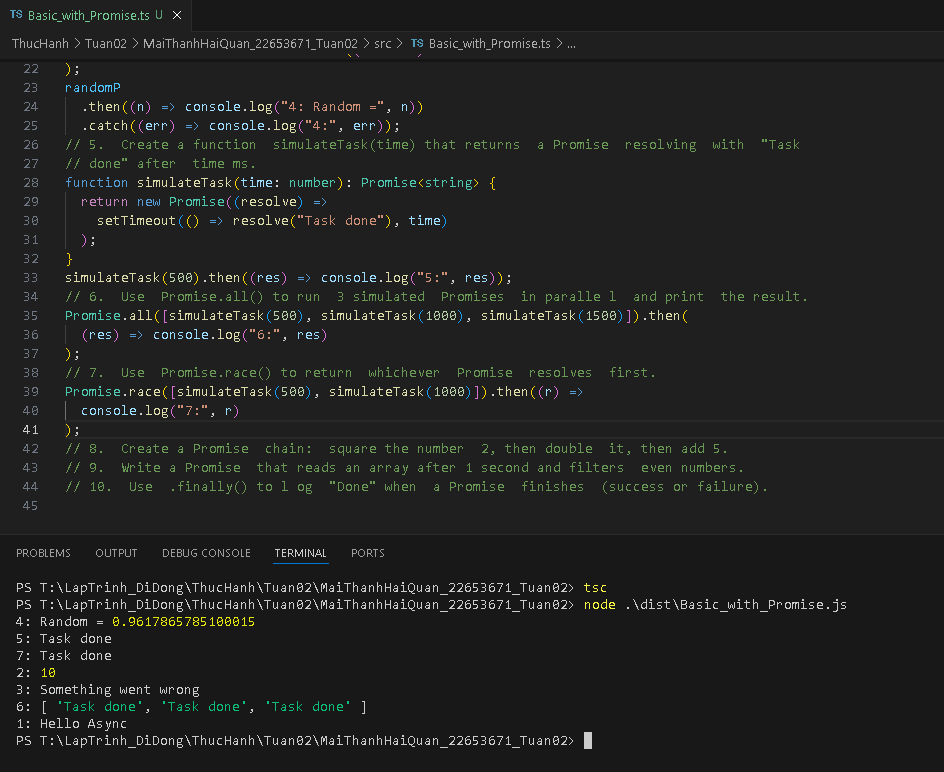 TS Basic_with_Promise.ts U ×
ThucHanh > Tuan02 > MaiThanhHaiQuan_22653671_Tuan02 > src > TS Basic_with_Promise.ts > ...
22 );
23 randomP
24 .then((n) => console.log("4: Random =", n))
25 .catch((err) => console.log("4:", err));
26 // 5. Create a function simulateTask(time) that returns a Promise resolving with "Task
27 // done" after time ms.
28 function simulateTask(time: number): Promise<string> {
29 return new Promise((resolve) =>
30 setTimeout(() => resolve("Task done"), time)
31 );
32 }
33 simulateTask(500).then((res) => console.log("5:", res));
34 // 6. Use Promise.all() to run 3 simulated Promises in paralle l and print the result.
35 Promise.all([simulateTask(500), simulateTask(1000), simulateTask(1500)]).then(
36 (res) => console.log("6:", res)
37 );
38 // 7. Use Promise.race() to return whichever Promise resolves first.
39 Promise.race([simulateTask(500), simulateTask(1000)]).then((r) =>
40 console.log("7:", r)
41 );
42 // 8. Create a Promise chain: square the number 2, then double it, then add 5.
43 // 9. Write a Promise that reads an array after 1 second and filters even numbers.
44 // 10. Use .finally() to l og "Done" when a Promise finishes (success or failure).
45
PROBLEMS OUTPUT DEBUG CONSOLE TERMINAL PORTS
PS T:\LapTrinh_DiDong\ThucHanh\Tuan02\MaiThanhHaiQuan_22653671_Tuan02> tsc
PS T:\LapTrinh_DiDong\ThucHanh\Tuan02\MaiThanhHaiQuan_22653671_Tuan02> node .\dist\Basic_with_Promise.js
4: Random = 0.9617865785100015
5: Task done
7: Task done
2: 10
3: Something went wrong
6: [ 'Task done', 'Task done', 'Task done' ]
1: Hello Async
PS T:\LapTrinh_DiDong\ThucHanh\Tuan02\MaiThanhHaiQuan_22653671_Tuan02>